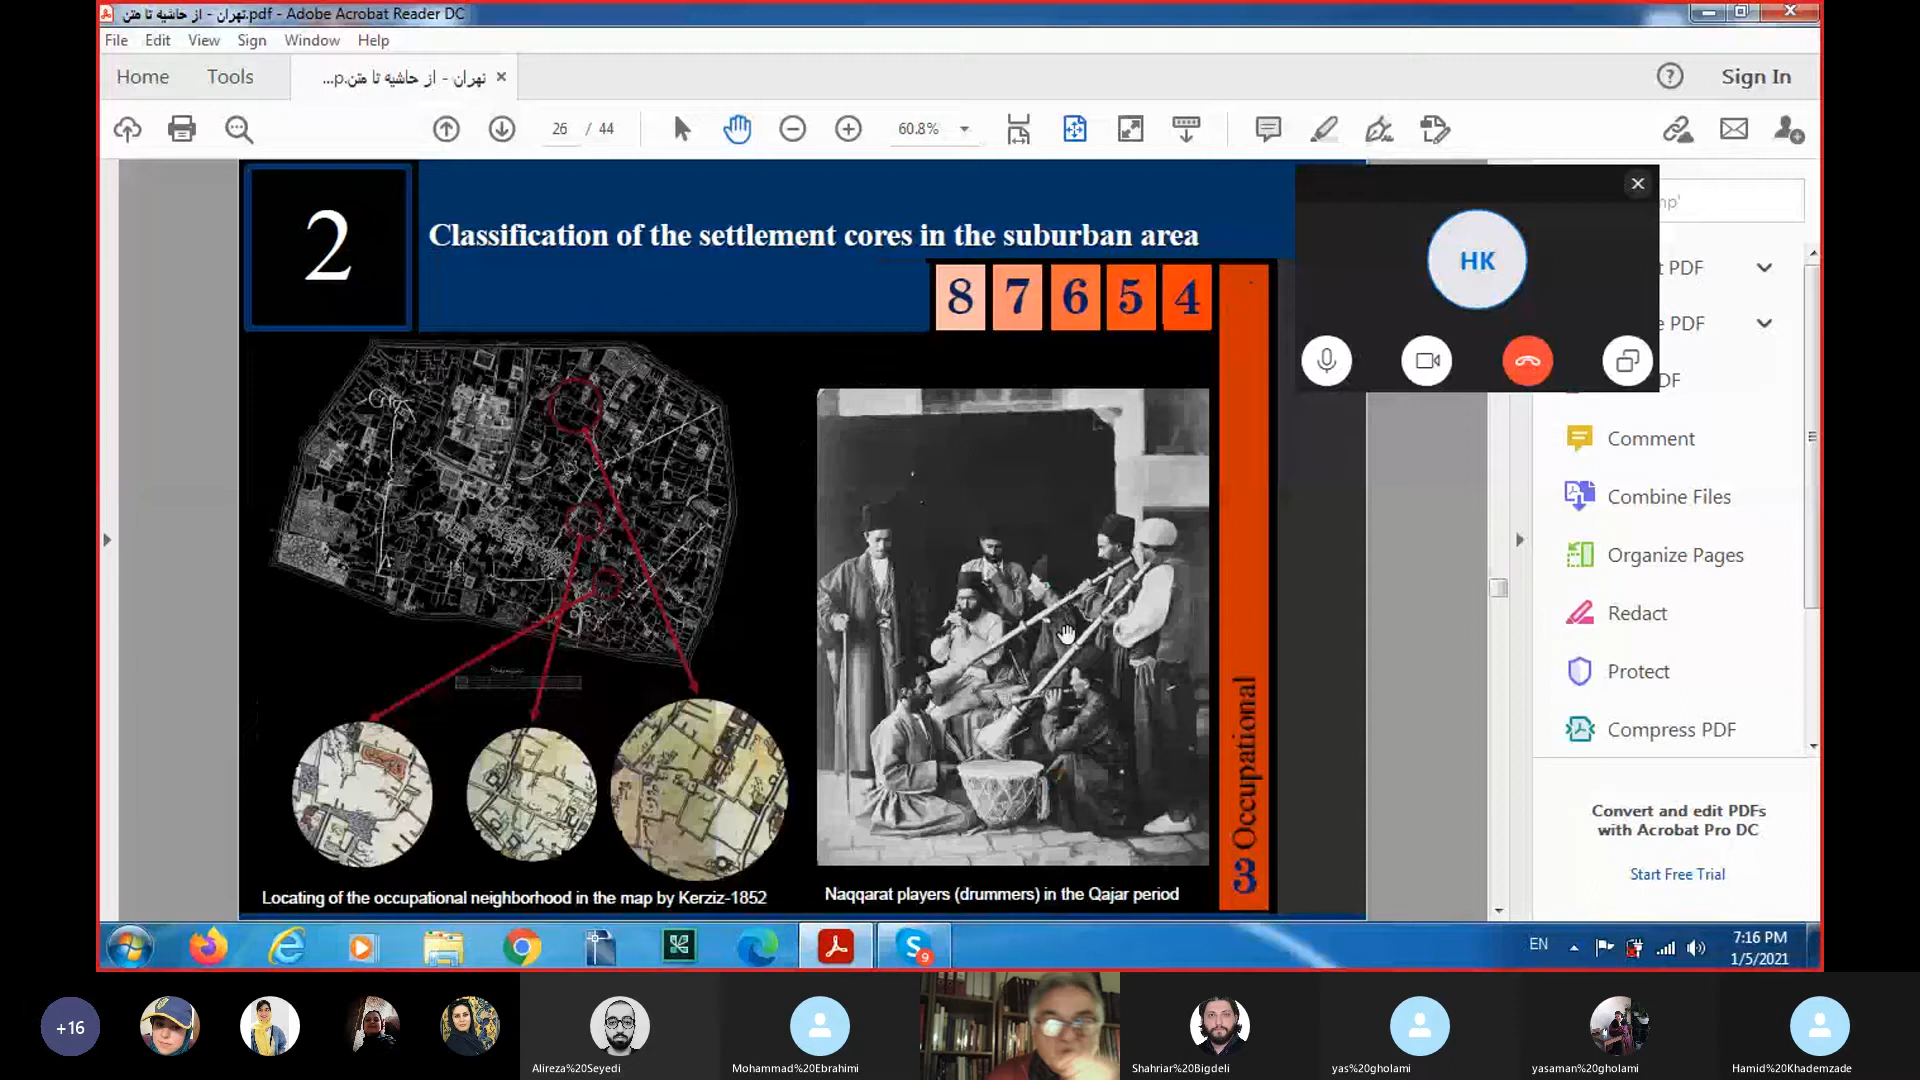 تهران - از حاشیه تا متن.pdf - Adobe Acrobat Reader DC
File Edit View Sign Window Help
Home Tools تهران - از حاشیه تا متن.p... Sign In
26 / 44 60.8%
2
Classification of the settlement cores in the suburban area
8 7 6 5 4
3 Occupational
Locating of the occupational neighborhood in the map by Kerziz-1852
Naqqarat players (drummers) in the Qajar period
HK
mp'
PDF
PDF
DF
Comment
Combine Files
Organize Pages
Redact
Protect
Compress PDF
Convert and edit PDFs
with Acrobat Pro DC
Start Free Trial
S 9
EN
7:16 PM
1/5/2021
+16
Alireza%20Seyedi
Mohammad%20Ebrahimi
Shahriar%20Bigdeli
yas%20gholami
yasaman%20gholami
Hamid%20Khademzade